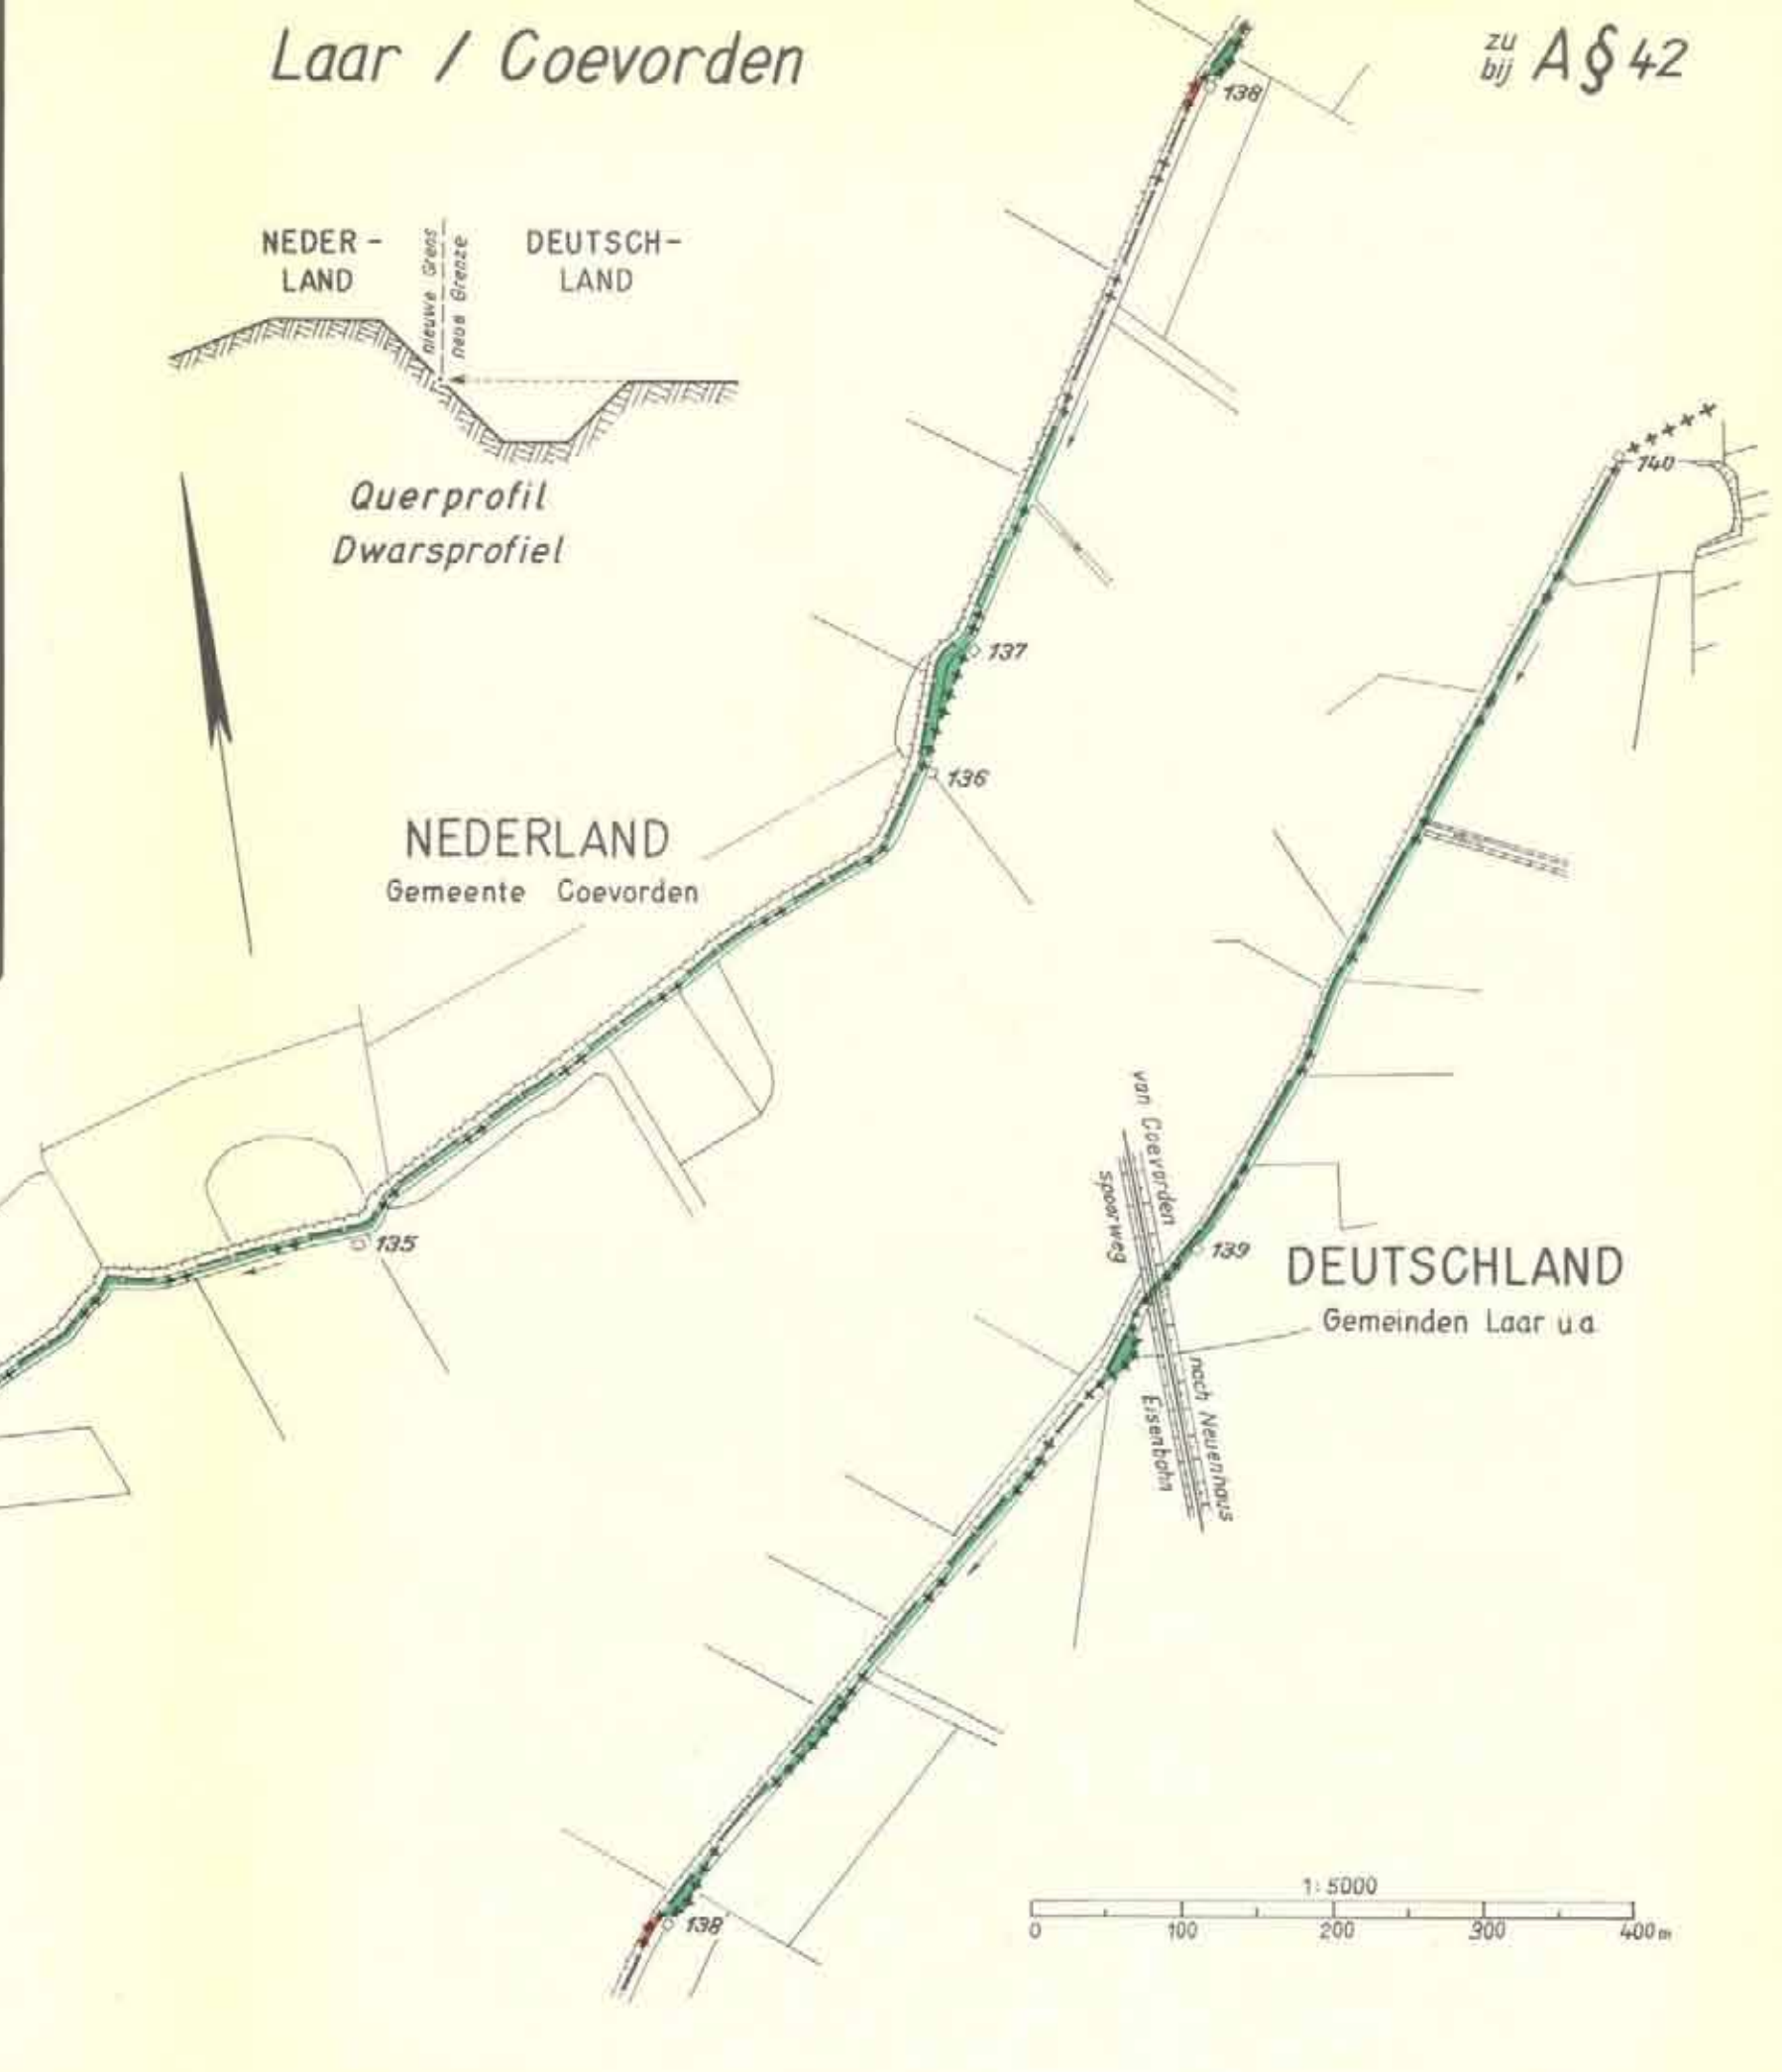 Laar / Coevorden
zu
bij A§ 42
138
NEDER-
LAND
nieuwe Grens
neue Grenze
DEUTSCH-
LAND
Querprofil
Dwarsprofiel
140
137
136
NEDERLAND
Gemeente Coevorden
135
van Coevorden
spoorweg
139
DEUTSCHLAND
Gemeinden Laar u.a.
nach Neuenhaus
Eisenbahn
138
1:5000
0 100 200 300 400m